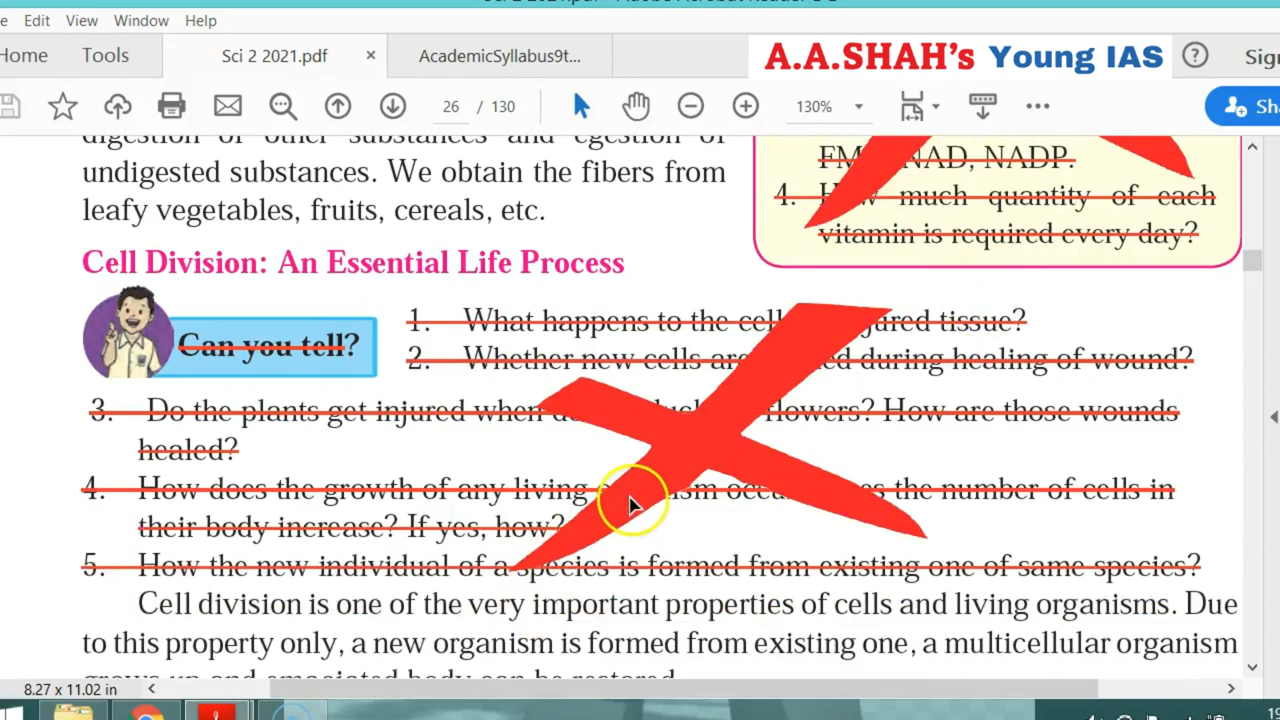 e Edit View Window Help
Home Tools Sci 2 2021.pdf × AcademicSyllabus9t... A.A.SHAH's Young IAS ? Sig
26 / 130 130% Sha
undigested substances. We obtain the fibers from
leafy vegetables, fruits, cereals, etc.
NAD, NADP.
4. How much quantity of each
vitamin is required every day?
Cell Division: An Essential Life Process
Can you tell?
1. What happens to the cell jured tissue?
2. Whether new cells are ed during healing of wound?
3. Do the plants get injured when flowers? How are those wounds
healed?
4. How does the growth of any living the number of cells in
their body increase? If yes, how?
5. How the new individual of a species is formed from existing one of same species?
Cell division is one of the very important properties of cells and living organisms. Due
to this property only, a new organism is formed from existing one, a multicellular organism
8.27 x 11.02 in